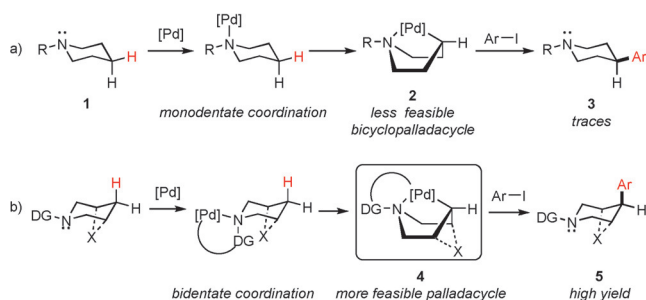 a)
R N [Pd] R N [Pd] H H R N [Pd] H Ar–I R N Ar H
H H
1 monodentate coordination 2 3
less feasible traces
bicyclopalladacycle
b)
DG N X H H [Pd] [Pd] N DG X H H DG N [Pd] H X Ar–I DG N X Ar H
4 5
bidentate coordination more feasible palladacycle high yield